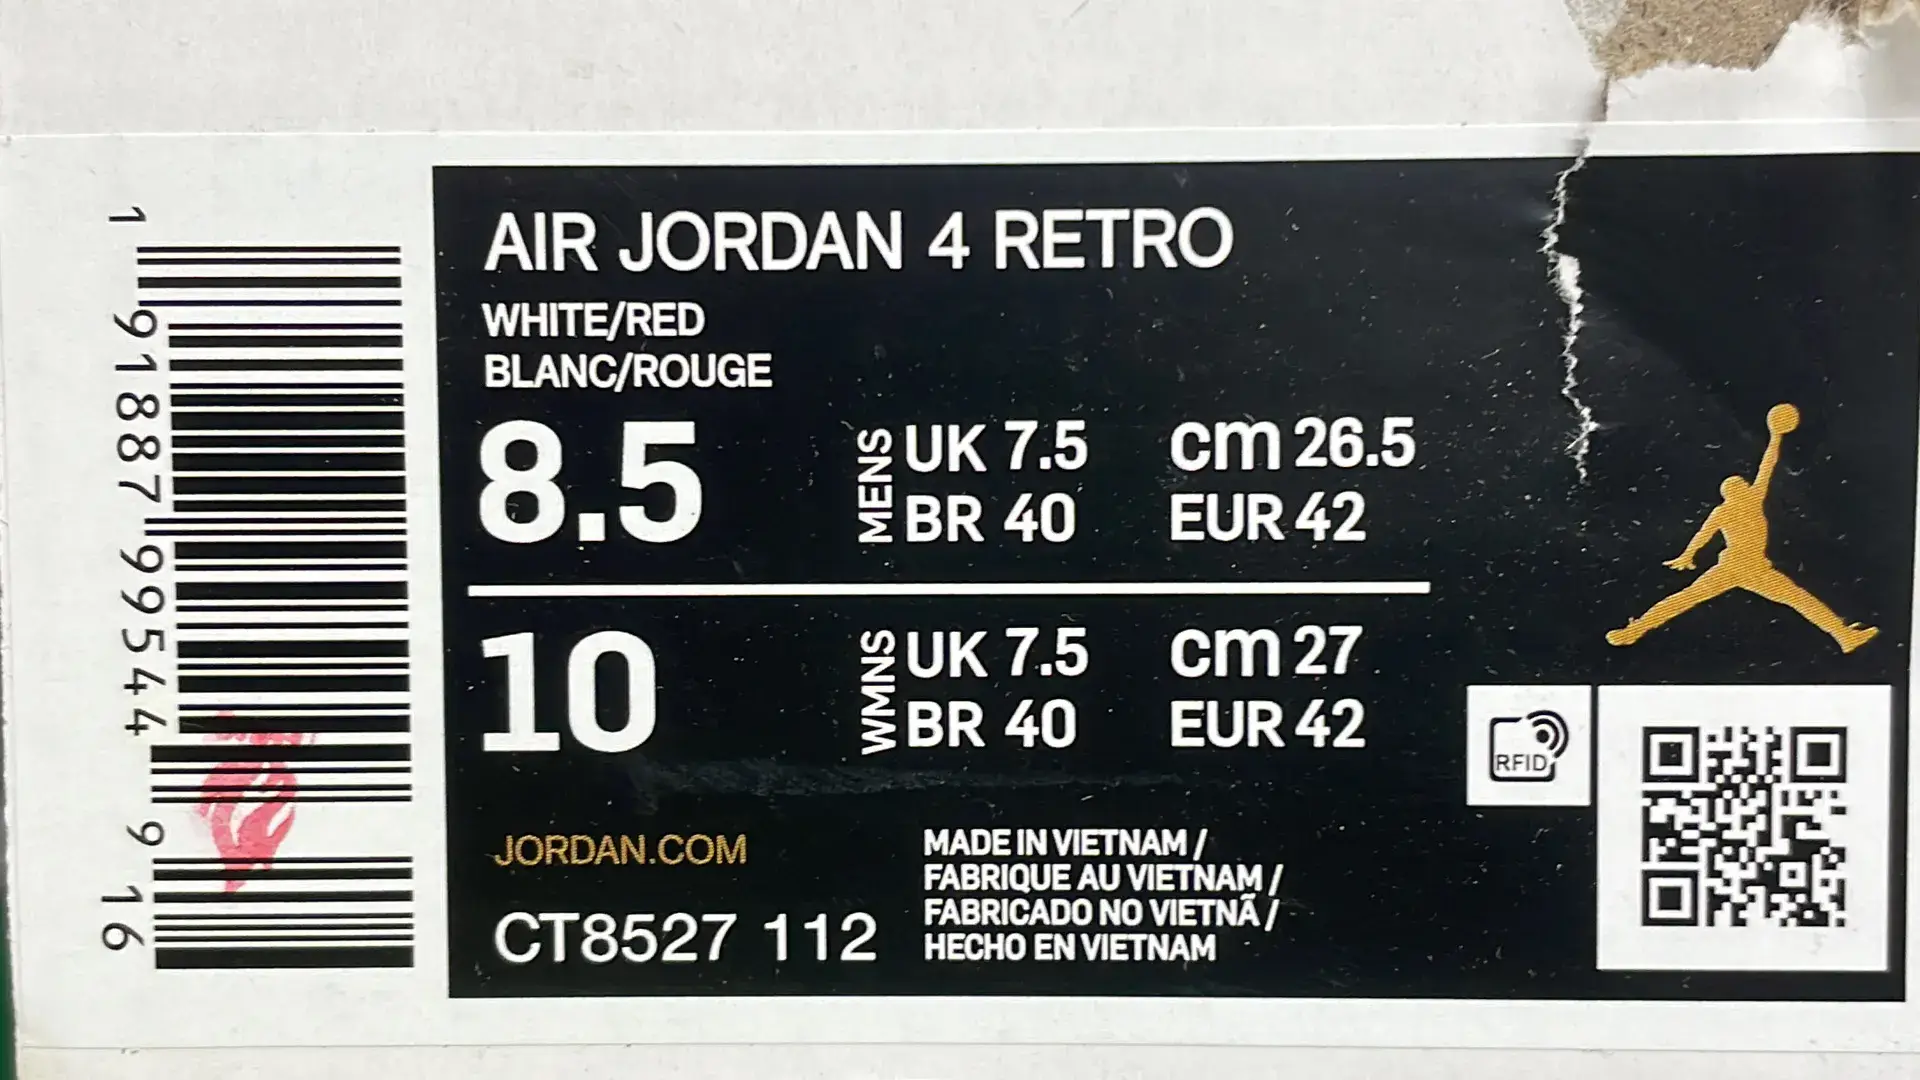 1 91887 99544 9 16
AIR JORDAN 4 RETRO
WHITE/RED
BLANC/ROUGE
8.5 MENS UK 7.5 cm 26.5
BR 40 EUR 42
10 WMNS UK 7.5 cm 27
BR 40 EUR 42
RFID
JORDAN.COM
CT8527 112
MADE IN VIETNAM /
FABRIQUE AU VIETNAM /
FABRICADO NO VIETNÃ /
HECHO EN VIETNAM